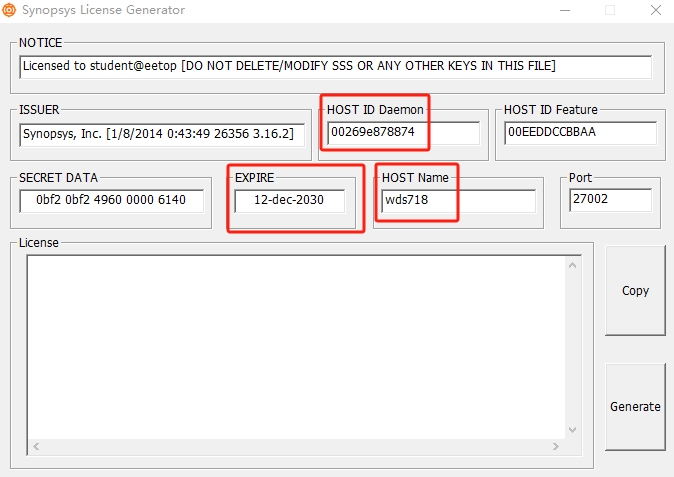 Synopsys License Generator
NOTICE
Licensed to student@eetop [DO NOT DELETE/MODIFY SSS OR ANY OTHER KEYS IN THIS FILE]
ISSUER
Synopsys, Inc. [1/8/2014 0:43:49 26356 3.16.2]
HOST ID Daemon
00269e878874
HOST ID Feature
00EEDDCCBBAA
SECRET DATA
0bf2 0bf2 4960 0000 6140
EXPIRE
12-dec-2030
HOST Name
wds718
Port
27002
License
Copy
Generate